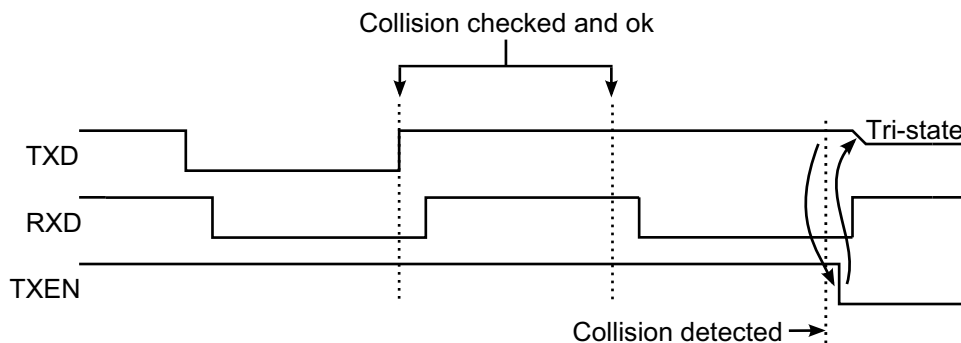 Collision checked and ok
Tri-state
TXD
RXD
TXEN
Collision detected